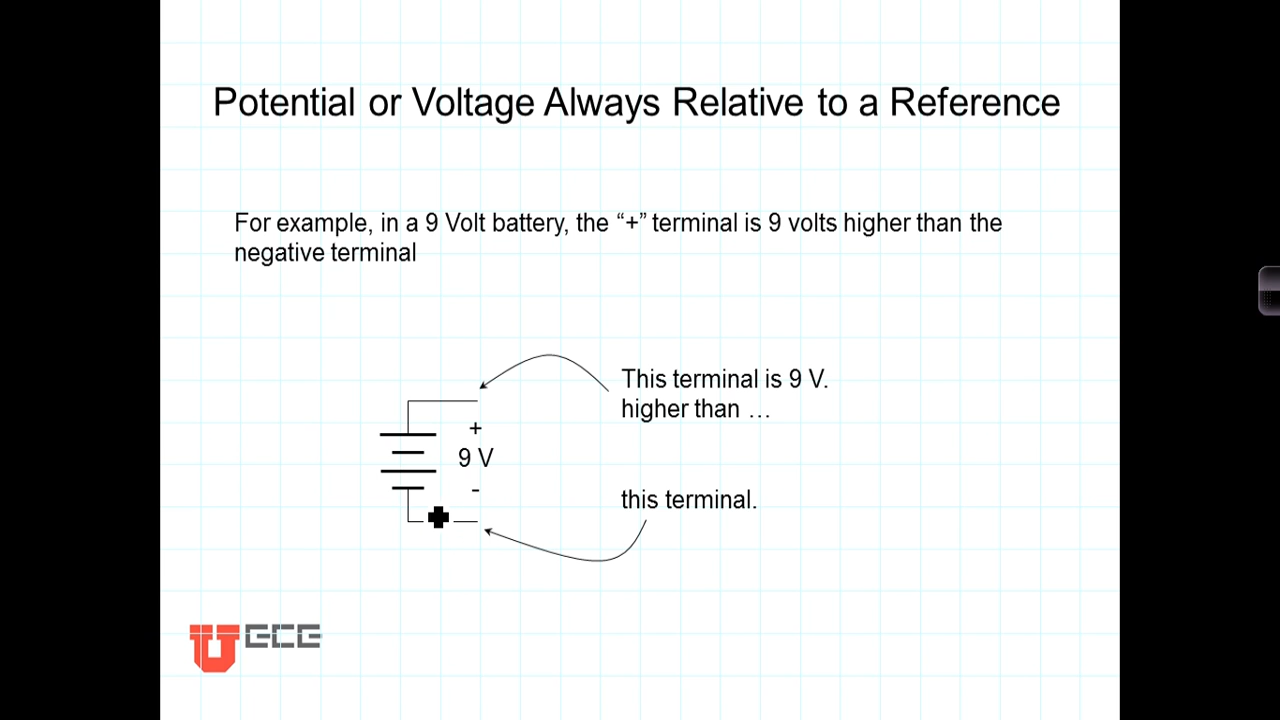 Potential or Voltage Always Relative to a Reference
For example, in a 9 Volt battery, the “+” terminal is 9 volts higher than the
negative terminal
This terminal is 9 V.
higher than …
+
9 V
-
this terminal.
U ECE